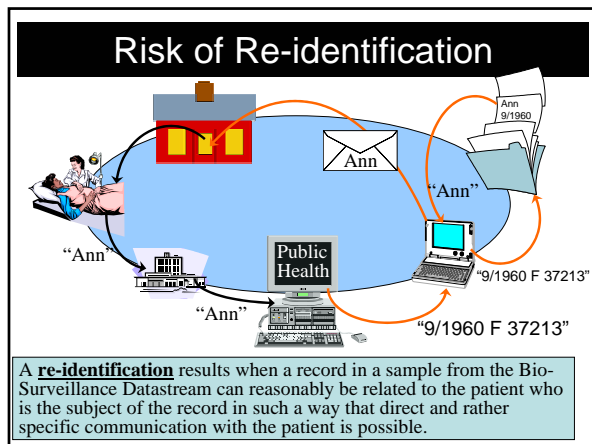 Risk of Re-identification
Ann
9/1960
Ann
“Ann”
“Ann”
Public
Health
“9/1960 F 37213”
“Ann”
“9/1960 F 37213”
A re-identification results when a record in a sample from the Bio-
Surveillance Datastream can reasonably be related to the patient who
is the subject of the record in such a way that direct and rather
specific communication with the patient is possible.